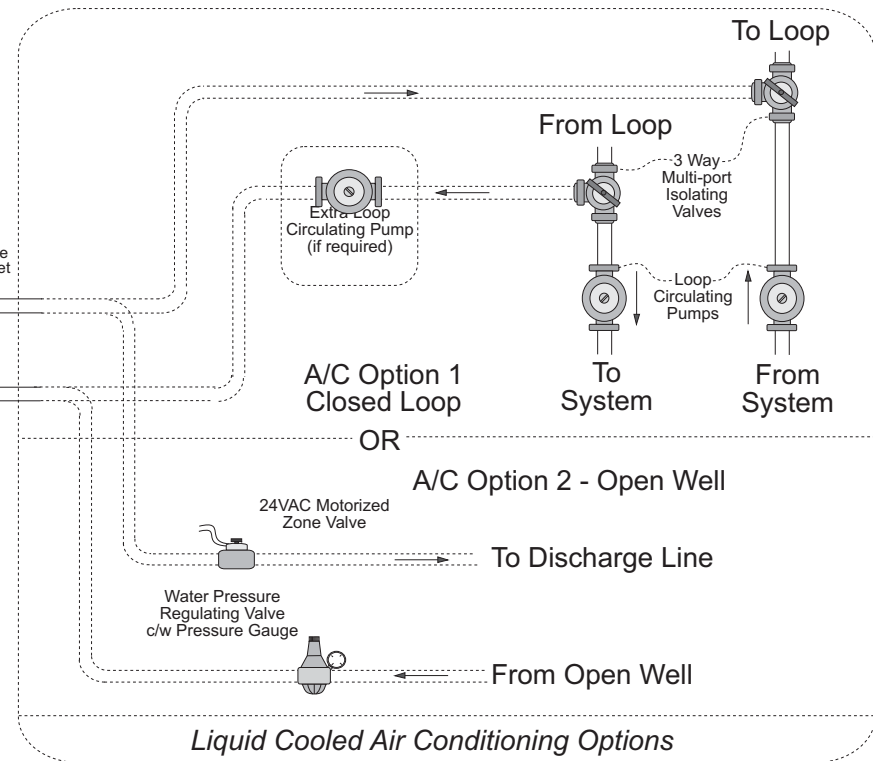 To Loop
From Loop
3 Way
Multi-port
Isolating
Valves
Extra Loop
Circulating Pump
(if required)
Loop
Circulating
Pumps
A/C Option 1
Closed Loop
To
System
From
System
OR
A/C Option 2 - Open Well
24VAC Motorized
Zone Valve
To Discharge Line
Water Pressure
Regulating Valve
c/w Pressure Gauge
From Open Well
Liquid Cooled Air Conditioning Options